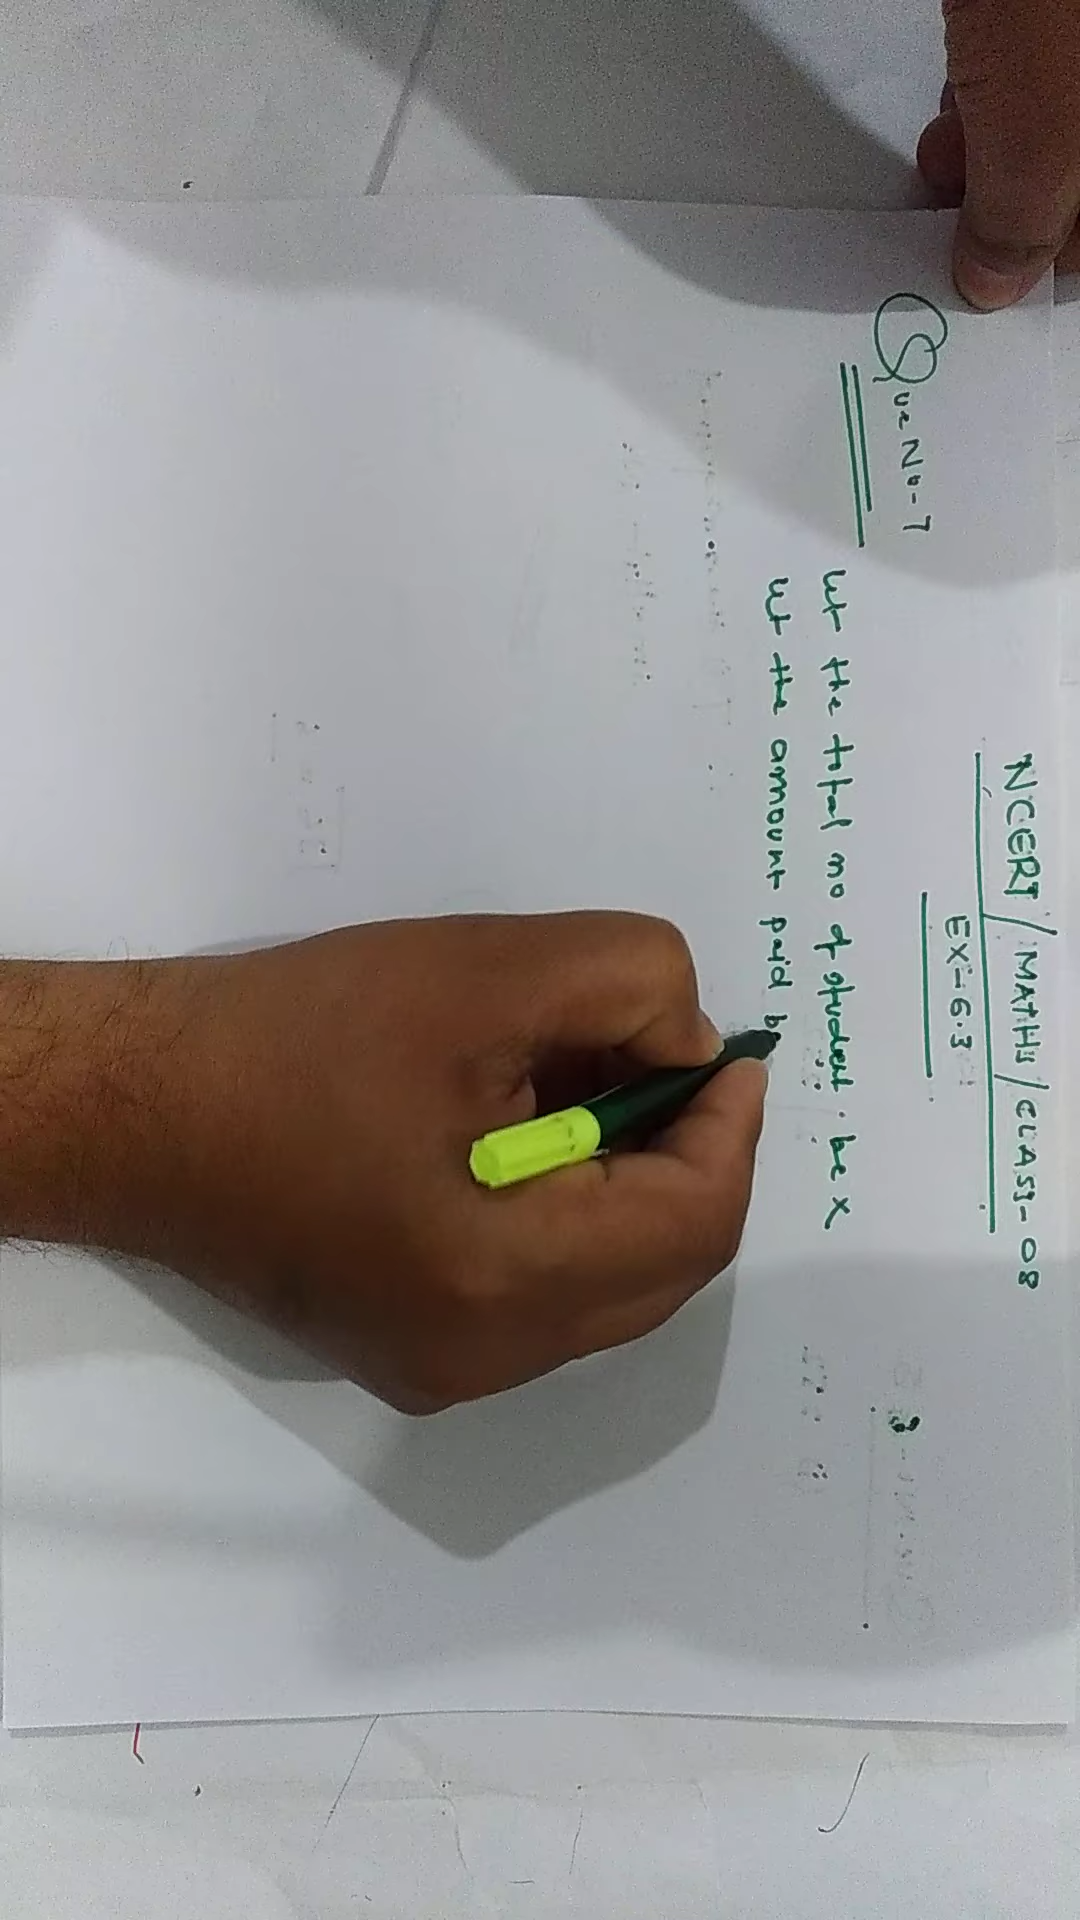 NCERT/MATHS/CLASS-08
EX-6.3
Que No-7
let the total no of student. be x
let the amount paid b